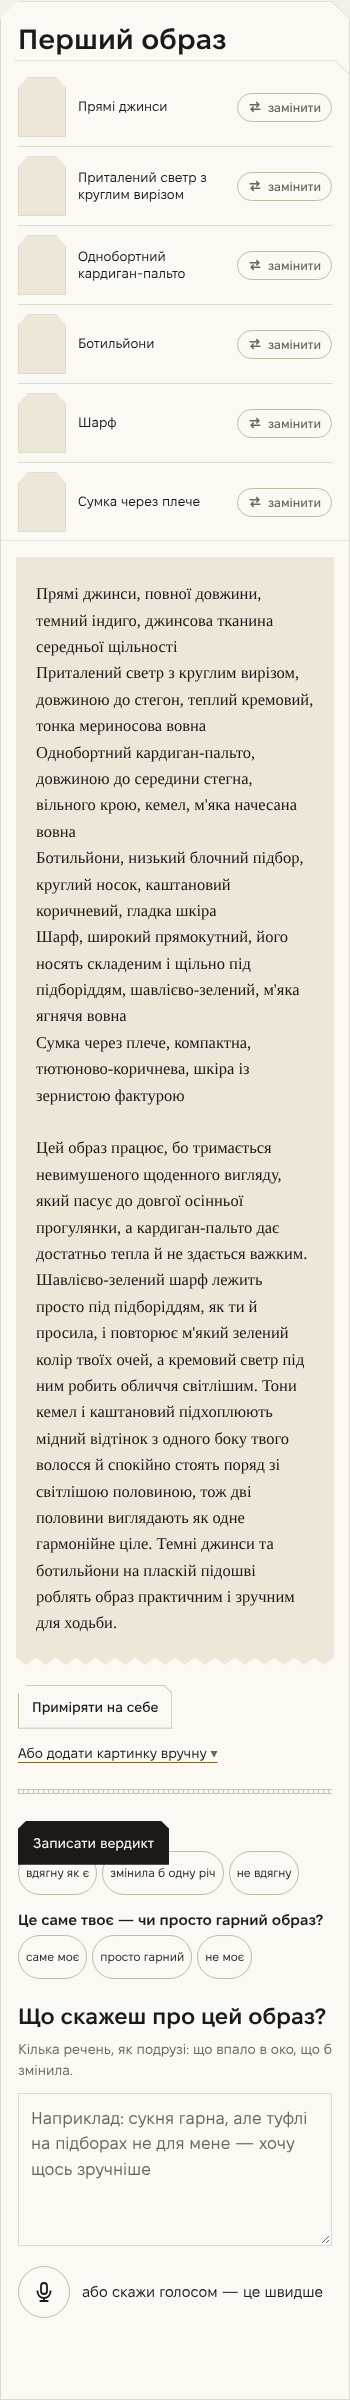 Перший образ
Прямі джинси
замінити
Приталений светр з
круглим вирізом
замінити
Однобортний
кардиган-пальто
замінити
Ботильйони
замінити
Шарф
замінити
Сумка через плече
замінити
Прямі джинси, повної довжини,
темний індиго, джинсова тканина
середньої щільності
Приталений светр з круглим вирізом,
довжиною до стегон, теплий кремовий,
тонка мериносова вовна
Однобортний кардиган-пальто,
довжиною до середини стегна,
вільного крою, кемел, м'яка начесана
вовна
Ботильйони, низький блочний підбор,
круглий носок, каштановий
коричневий, гладка шкіра
Шарф, широкий прямокутний, його
носять складеним і щільно під
підборіддям, шавлієво-зелений, м'яка
ягняча вовна
Сумка через плече, компактна,
тютюново-коричнева, шкіра із
зернистою фактурою
Цей образ працює, бо тримається
невимушеного щоденного вигляду,
який пасує до довгої осінньої
прогулянки, а кардиган-пальто дає
достатньо тепла й не здається важким.
Шавлієво-зелений шарф лежить
просто під підборіддям, як ти й
просила, і повторює м'який зелений
колір твоїх очей, а кремовий светр під
ним робить обличчя світлішим. Тони
кемел і каштановий підхоплюють
мідний відтінок з одного боку твого
волосся й спокійно стоять поряд зі
світлішою половиною, тож дві
половини виглядають як одне
гармонійне ціле. Темні джинси та
ботильйони на пласкій підошві
роблять образ практичним і зручним
для ходьби.
Приміряти на себе
Або додати картинку вручну ▾
Записати вердикт
вдягну як є
змінила б одну річ
не вдягну
Це саме твоє — чи просто гарний образ?
саме моє
просто гарний
не моє
Що скажеш про цей образ?
Кілька речень, як подрузі: що впало в око, що б
змінила.
Наприклад: сукня гарна, але туфлі
на підборах не для мене — хочу
щось зручніше
або скажи голосом — це швидше